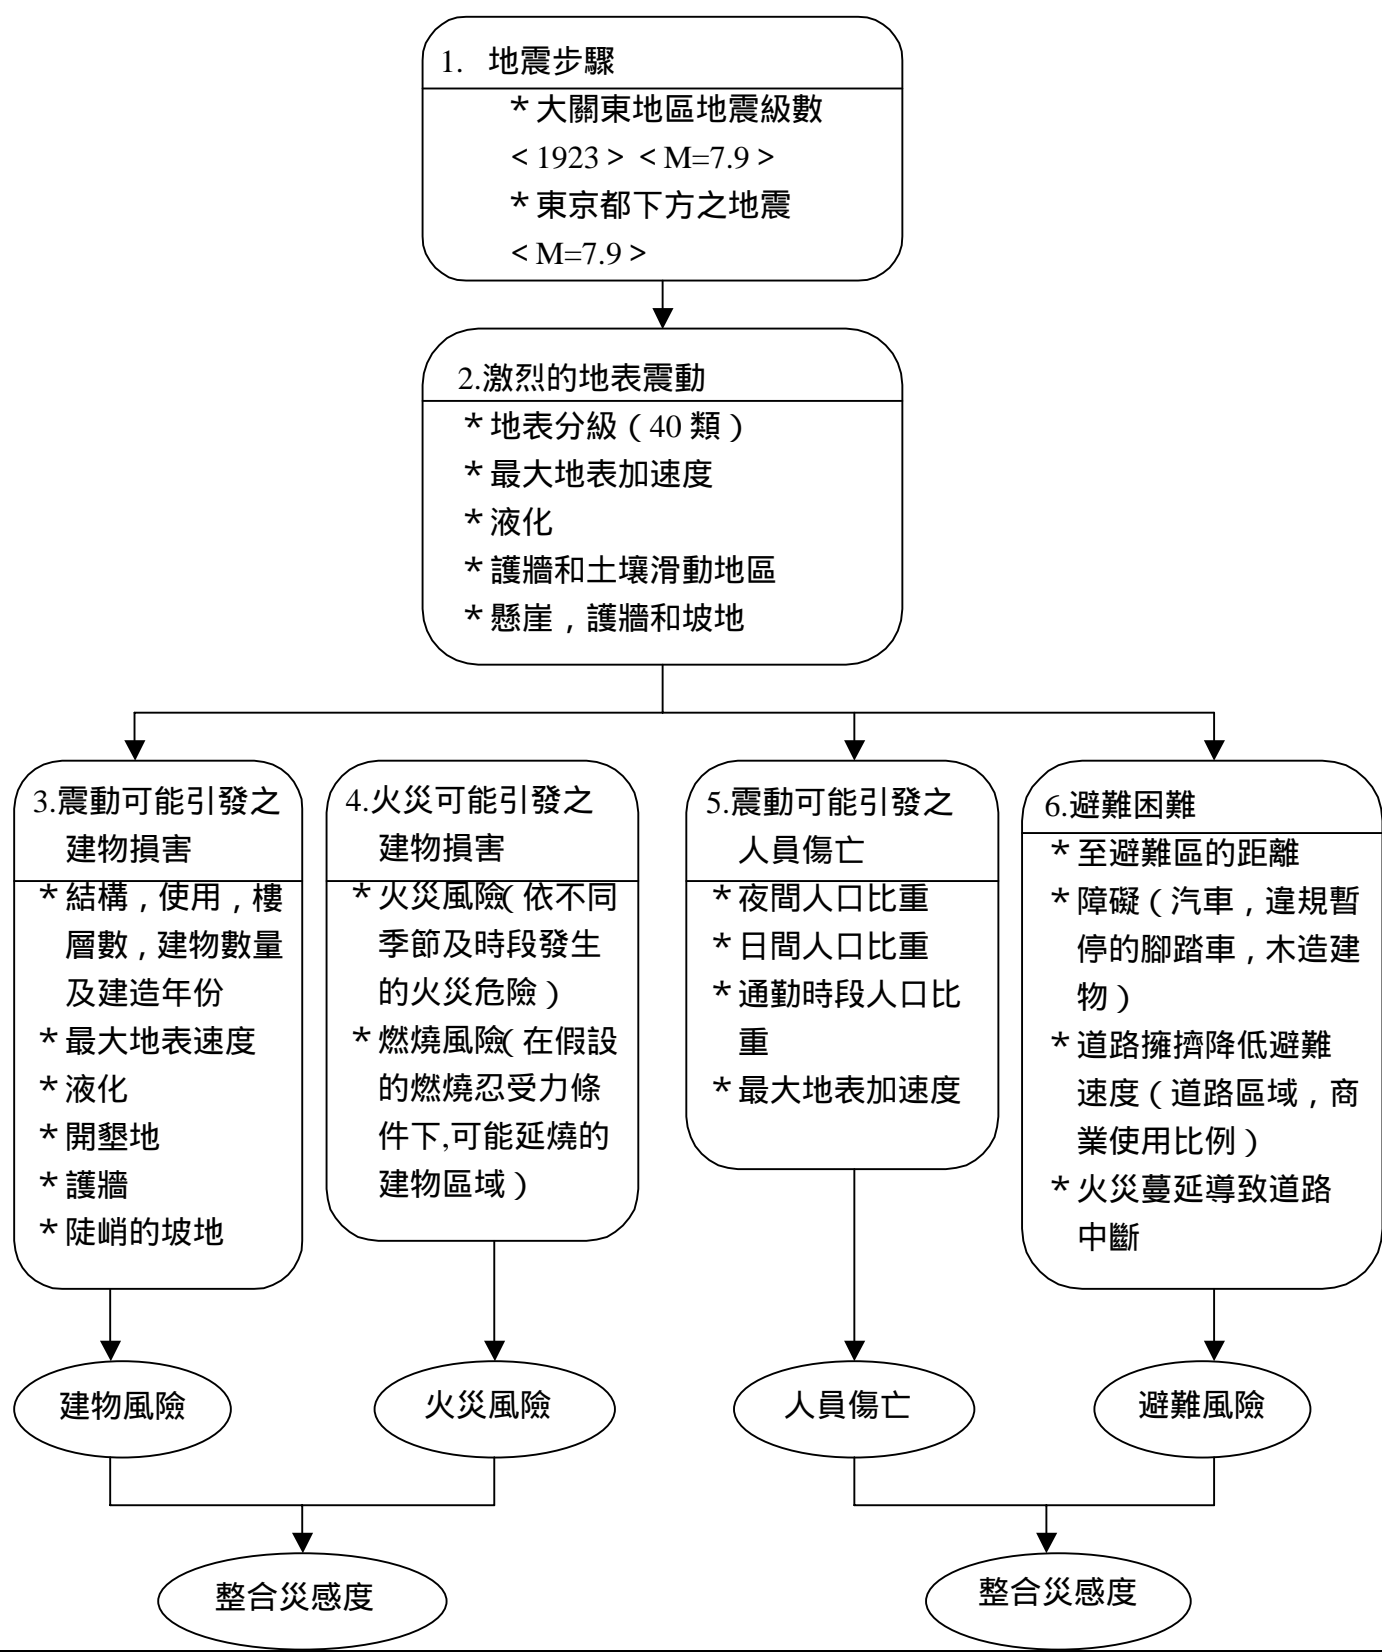 1. 地震步驟
＊大關東地區地震級數
＜1923＞＜M=7.9＞
＊東京都下方之地震
＜M=7.9＞
2.激烈的地表震動
＊地表分級（40 類）
＊最大地表加速度
＊液化
＊護牆和土壤滑動地區
＊懸崖，護牆和坡地
3.震動可能引發之
建物損害
＊結構，使用，樓
層數，建物數量
及建造年份
＊最大地表速度
＊液化
＊開墾地
＊護牆
＊陡峭的坡地
4.火災可能引發之
建物損害
＊火災風險（依不同
季節及時段發生
的火災危險）
＊燃燒風險（在假設
的燃燒忍受力條
件下,可能延燒的
建物區域）
5.震動可能引發之
人員傷亡
＊夜間人口比重
＊日間人口比重
＊通勤時段人口比
重
＊最大地表加速度
6.避難困難
＊至避難區的距離
＊障礙（汽車，違規暫
停的腳踏車，木造建
物）
＊道路擁擠降低避難
速度（道路區域，商
業使用比例）
＊火災蔓延導致道路
中斷
建物風險
火災風險
人員傷亡
避難風險
整合災感度
整合災感度